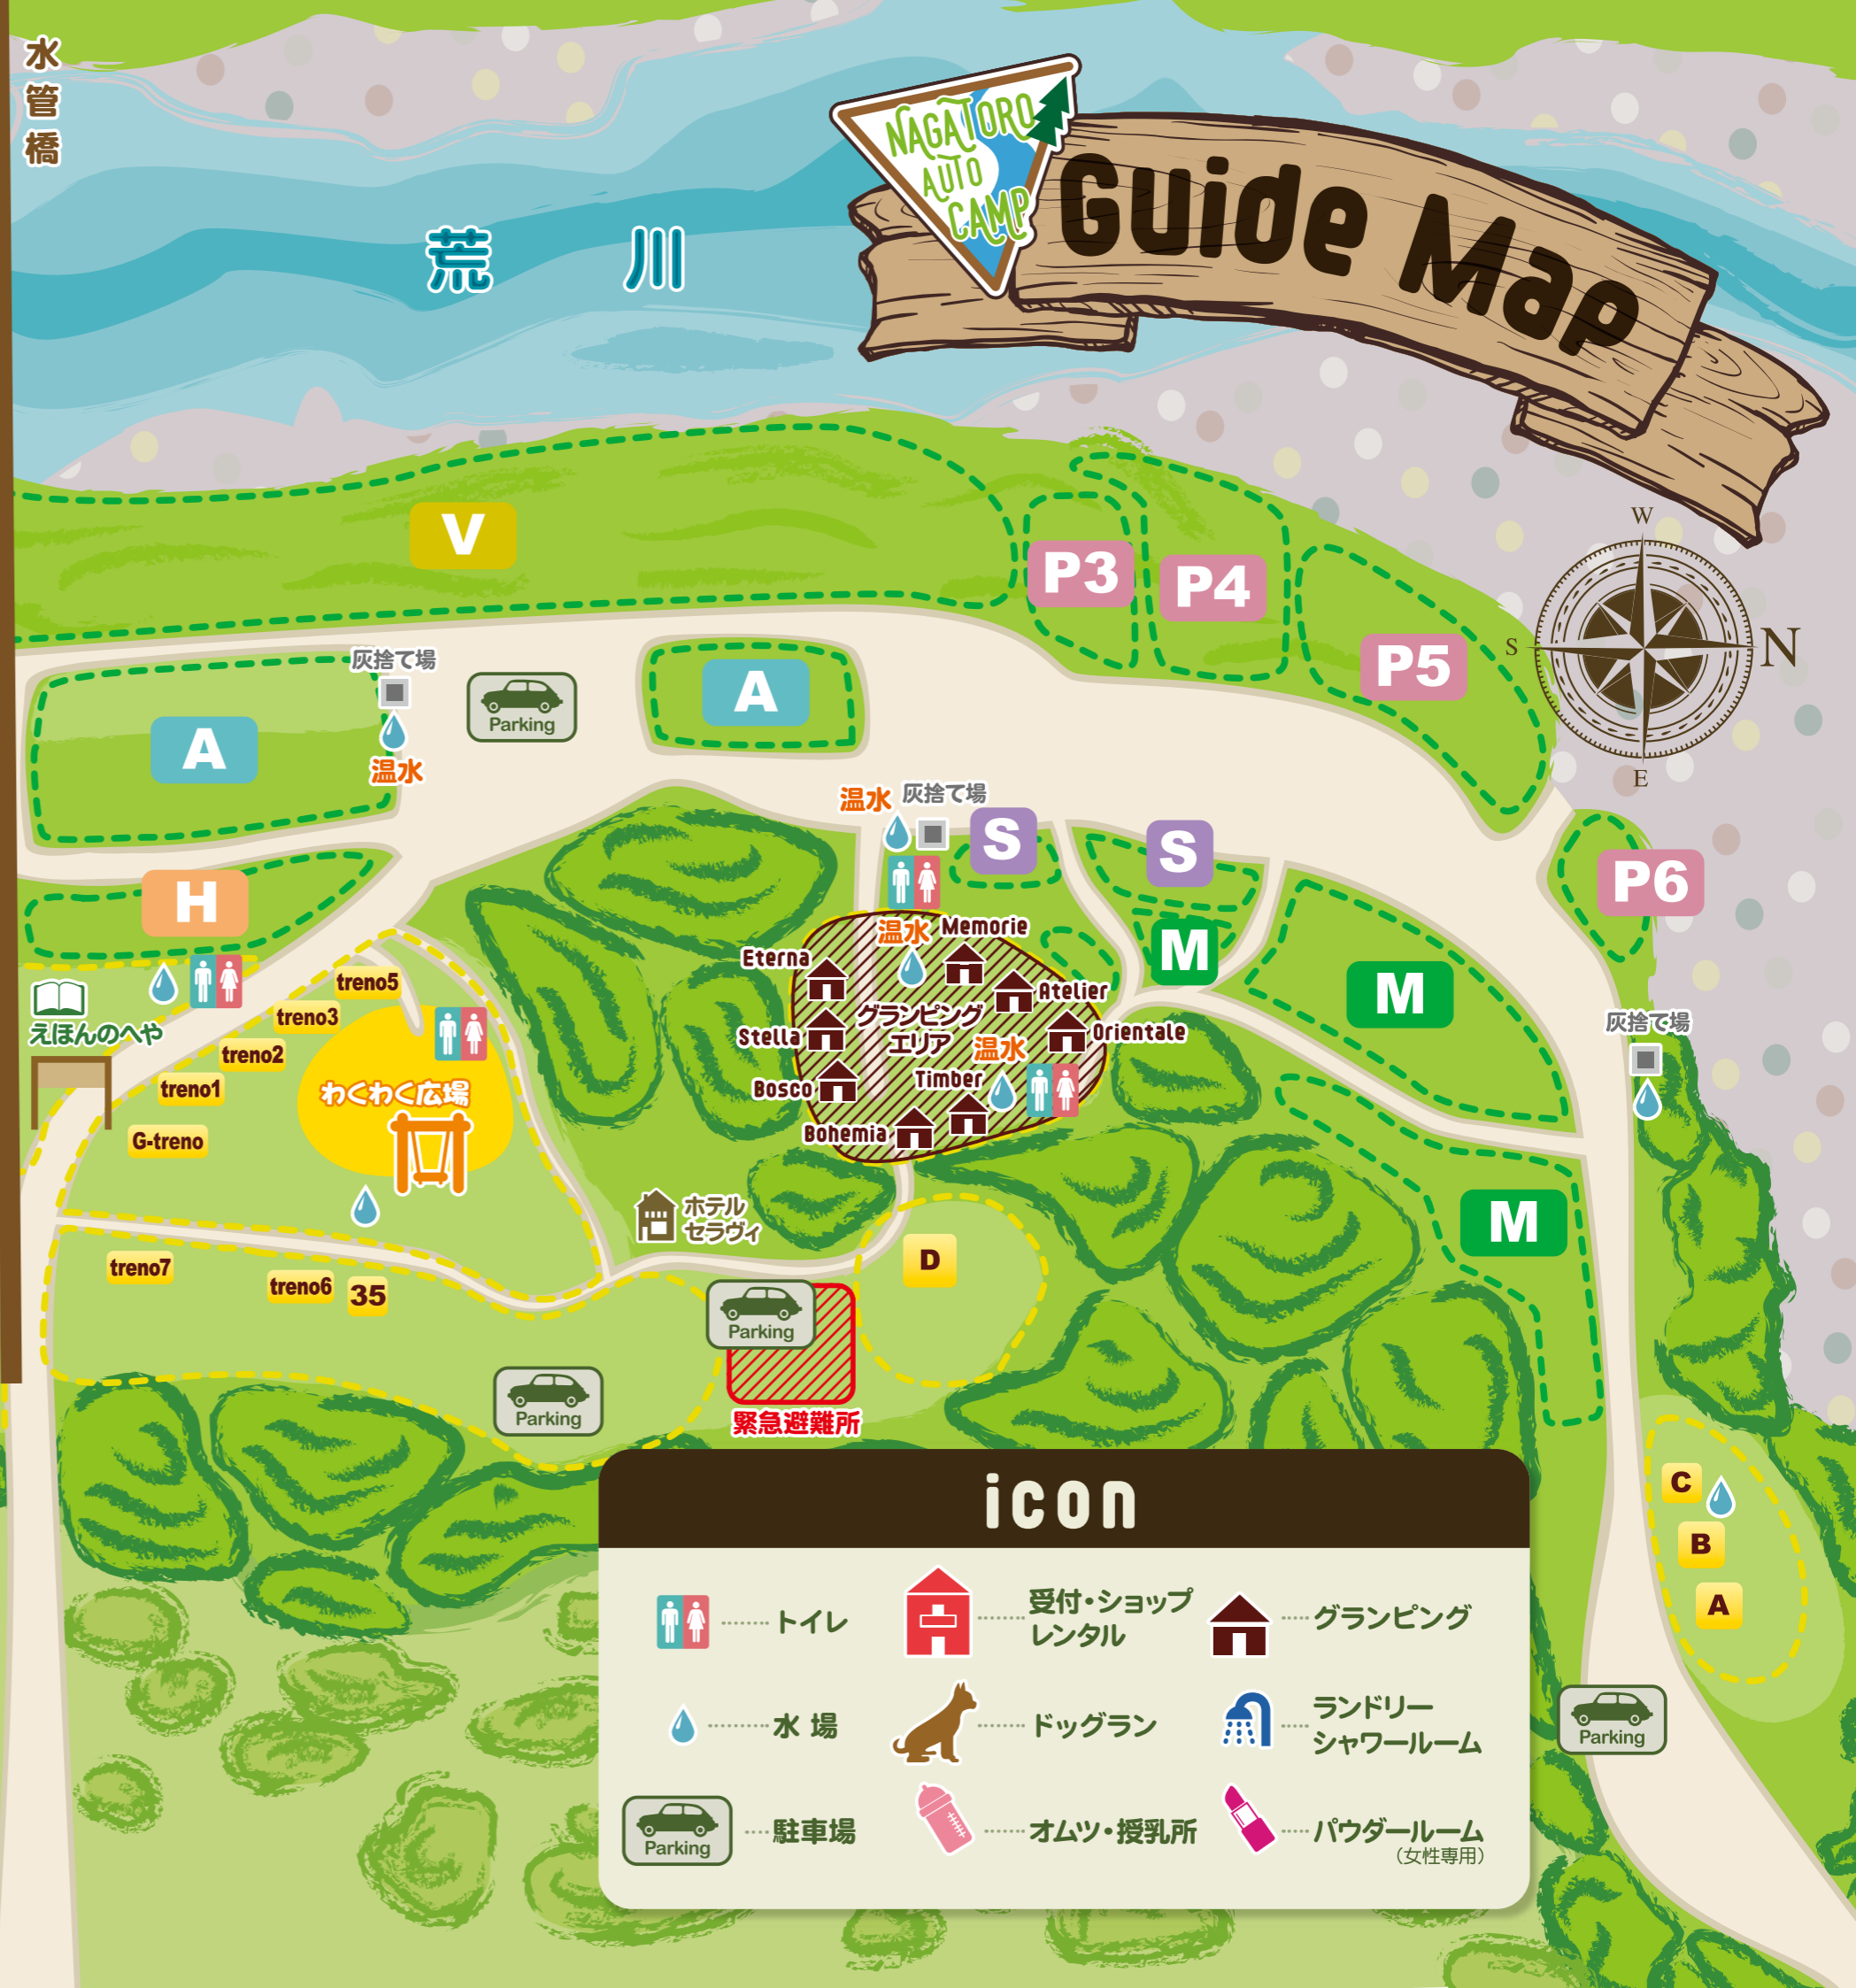 水管橋
NAGATORO
AUTO
CAMP
Guide Map
荒川
W
S
N
E
V
P3
P4
P5
P6
灰捨て場
温水
Parking
A
A
H
温水
灰捨て場
S
S
M
M
M
温水
Memorie
Eterna
Atelier
グランピング
エリア
Stella
Orientale
温水
Timber
Bosco
Bohemia
えほんのへや
treno5
treno3
treno2
treno1
G-treno
わくわく広場
treno7
treno6
35
ホテル
セラヴィ
D
Parking
緊急避難所
Parking
灰捨て場
C
B
A
Parking
icon
トイレ
受付・ショップ
レンタル
グランピング
水 場
ドッグラン
ランドリー
シャワールーム
Parking
駐車場
オムツ・授乳所
パウダールーム
（女性専用）